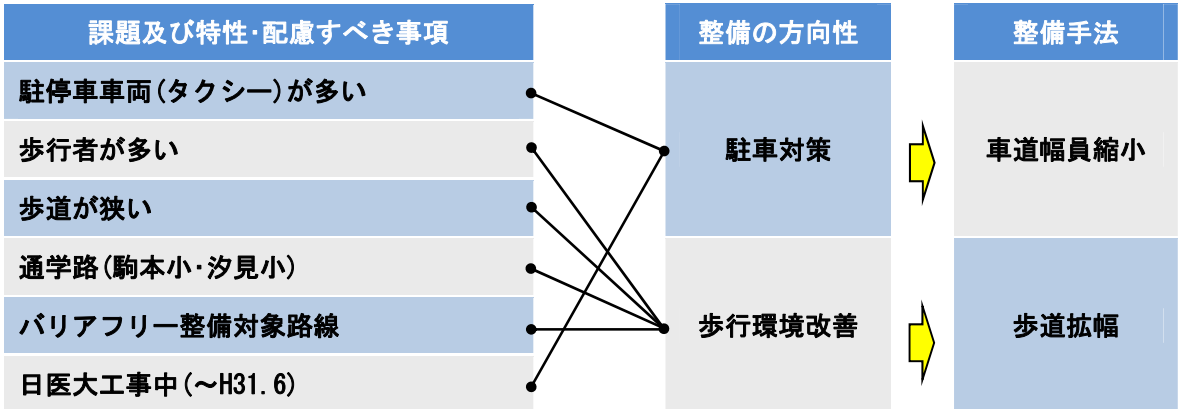 課題及び特性･配慮すべき事項
整備の方向性
整備手法
駐停車車両(タクシー)が多い
歩行者が多い
歩道が狭い
通学路(駒本小･汐見小)
バリアフリー整備対象路線
日医大工事中(～H31.6)
駐車対策
車道幅員縮小
歩行環境改善
歩道拡幅